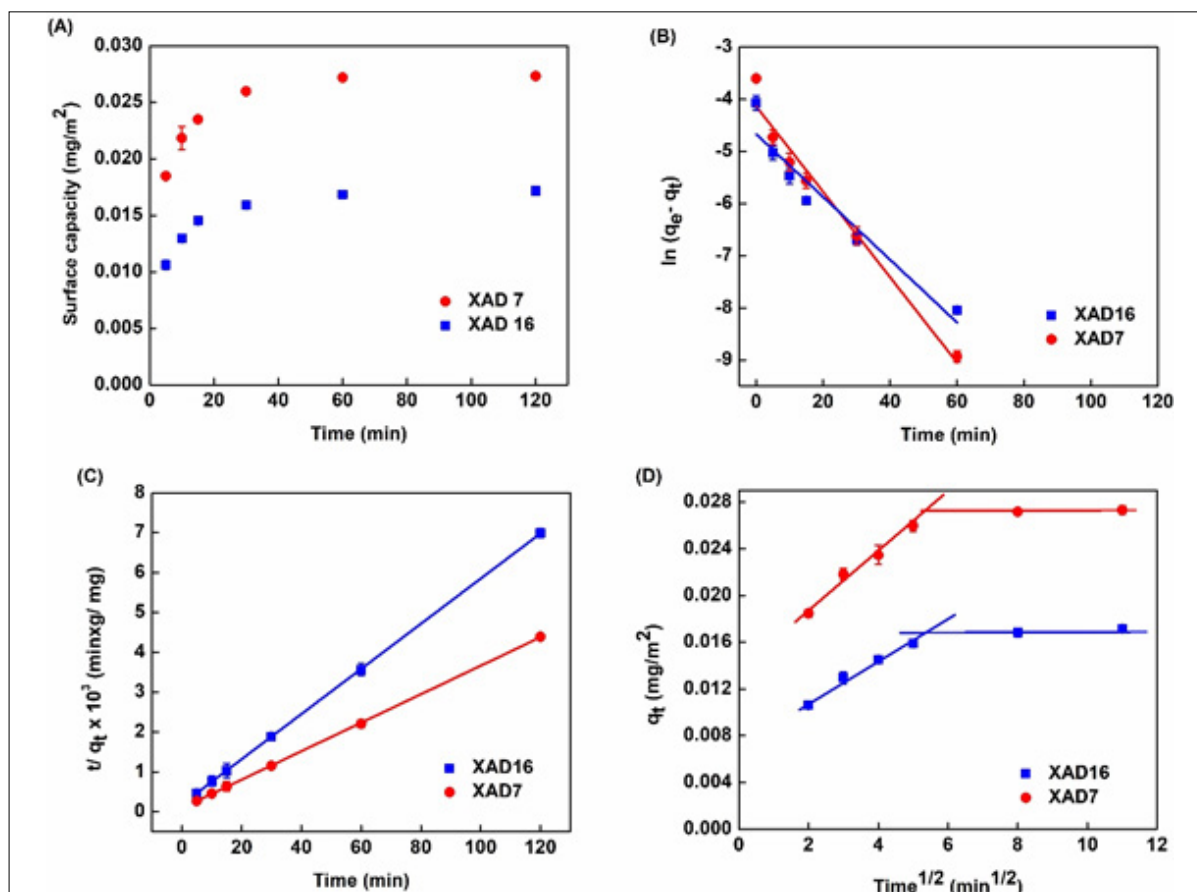 (A)
0.030
0.025
0.020
0.015
0.010
0.005
0.000
Surface capacity (mg/m²)
XAD 7
XAD 16
0 20 40 60 80 100 120
Time (min)
(B)
-3
-4
-5
-6
-7
-8
-9
ln (qe- qt)
XAD16
XAD7
0 20 40 60 80 100 120
Time (min)
(C)
8
7
6
5
4
3
2
1
0
t/ qt x 10³ (minxg/ mg)
XAD16
XAD7
0 20 40 60 80 100 120
Time (min)
(D)
0.028
0.024
0.020
0.016
0.012
0.008
0.004
0.000
qt (mg/m²)
XAD16
XAD7
0 2 4 6 8 10 12
Time1/2 (min1/2)